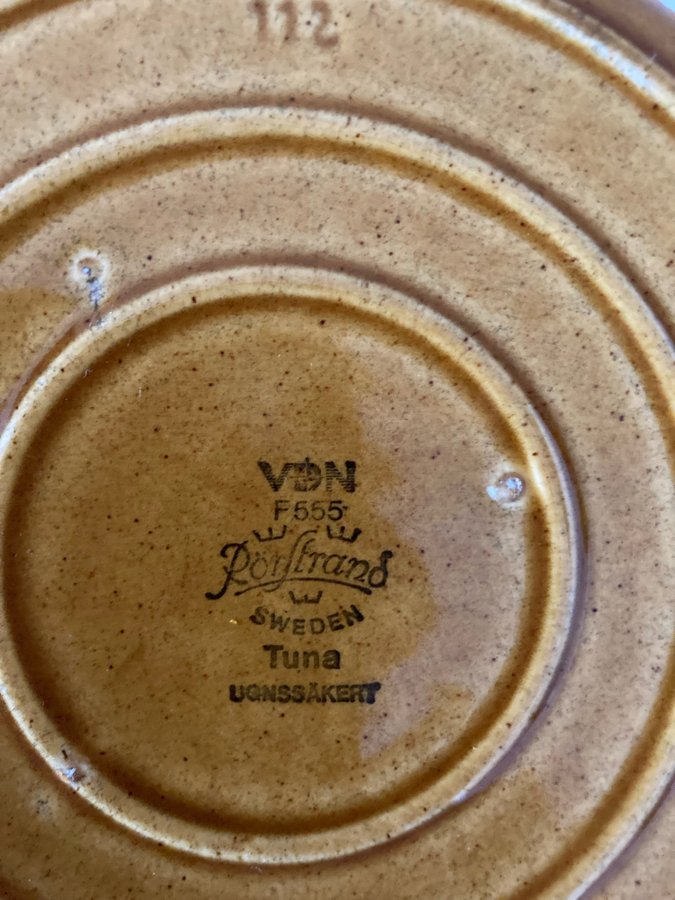 112
VDN
F555
Rörstrand
SWEDEN
Tuna
UGNSSÄKERT